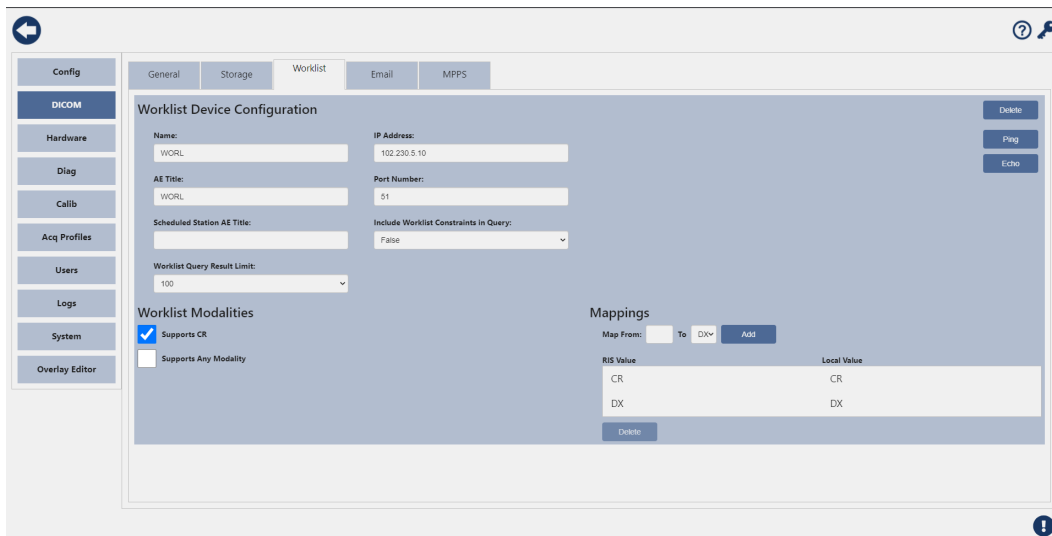 Config
DICOM
Hardware
Diag
Calib
Acq Profiles
Users
Logs
System
Overlay Editor
General Storage Worklist Email MPPS
Worklist Device Configuration
Delete
Ping
Echo
Name: IP Address:
WORL 102.230.5.10
AE Title: Port Number:
WORL 51
Scheduled Station AE Title: Include Worklist Constraints in Query:
False
Worklist Query Result Limit:
100
Worklist Modalities
Supports CR
Supports Any Modality
Mappings
Map From: To DX Add
RIS Value Local Value
CR CR
DX DX
Delete